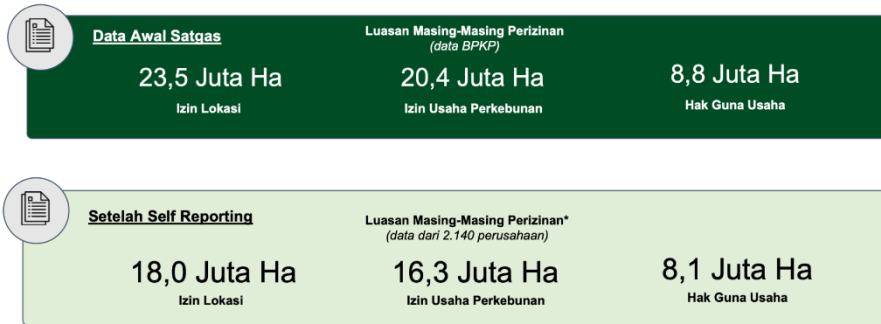 Data Awal Satgas
Luasan Masing-Masing Perizinan
(data BPKP)
23,5 Juta Ha
Izin Lokasi
20,4 Juta Ha
Izin Usaha Perkebunan
8,8 Juta Ha
Hak Guna Usaha
Setelah Self Reporting
Luasan Masing-Masing Perizinan*
(data dari 2.140 perusahaan)
18,0 Juta Ha
Izin Lokasi
16,3 Juta Ha
Izin Usaha Perkebunan
8,1 Juta Ha
Hak Guna Usaha